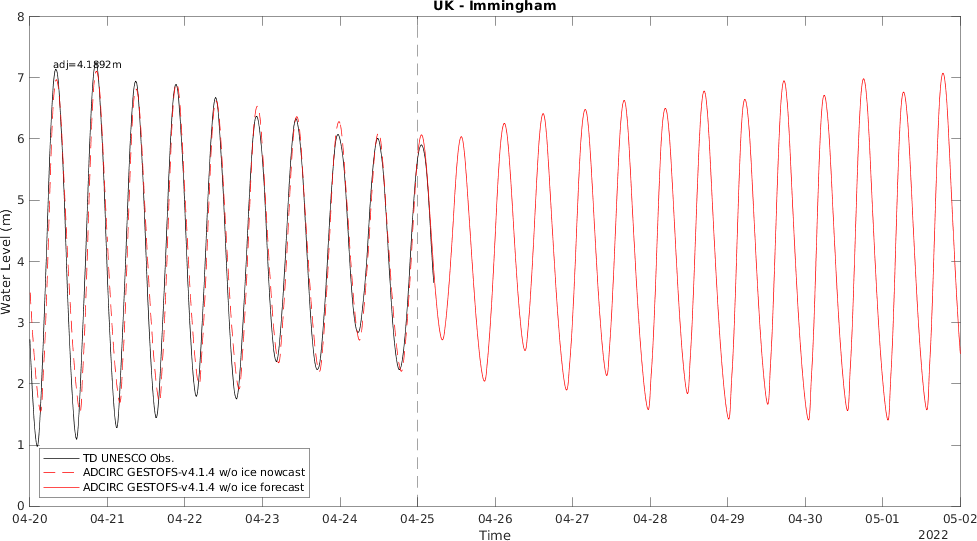 UK - Immingham
adj=4.1892m
Water Level (m)
8
7
6
5
4
3
2
1
0
TD UNESCO Obs.
ADCIRC GESTOFS-v4.1.4 w/o ice nowcast
ADCIRC GESTOFS-v4.1.4 w/o ice forecast
04-20 04-21 04-22 04-23 04-24 04-25 04-26 04-27 04-28 04-29 04-30 05-01 05-02
Time
2022